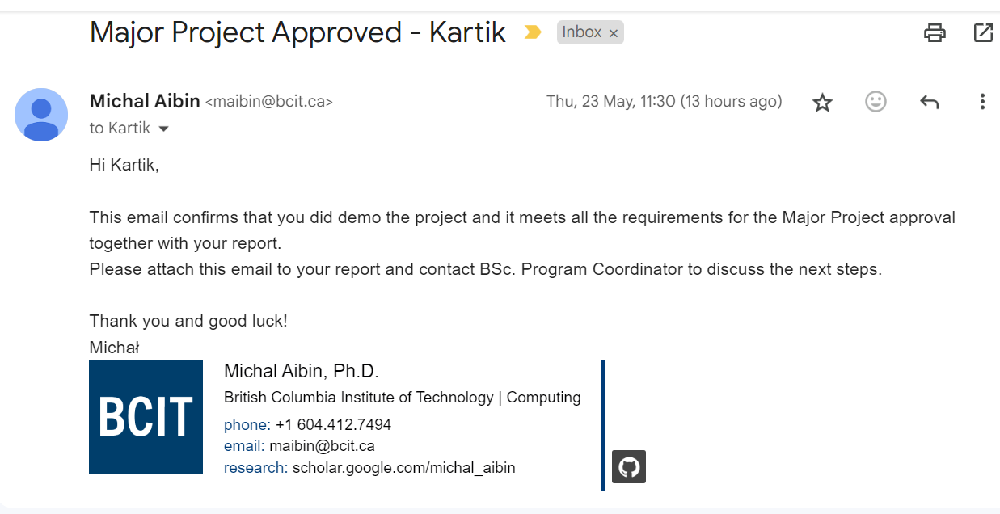 Major Project Approved - Kartik
Inbox ×
Michal Aibin <maibin@bcit.ca>
Thu, 23 May, 11:30 (13 hours ago)
to Kartik
Hi Kartik,
This email confirms that you did demo the project and it meets all the requirements for the Major Project approval
together with your report.
Please attach this email to your report and contact BSc. Program Coordinator to discuss the next steps.
Thank you and good luck!
Michał
BCIT
Michal Aibin, Ph.D.
British Columbia Institute of Technology | Computing
phone: +1 604.412.7494
email: maibin@bcit.ca
research: scholar.google.com/michal_aibin